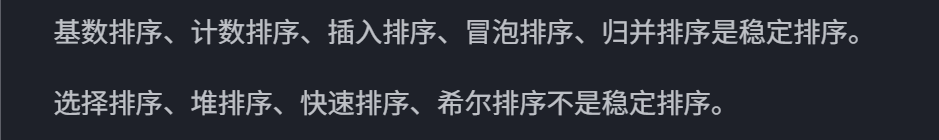 基数排序、计数排序、插入排序、冒泡排序、归并排序是稳定排序。
选择排序、堆排序、快速排序、希尔排序不是稳定排序。